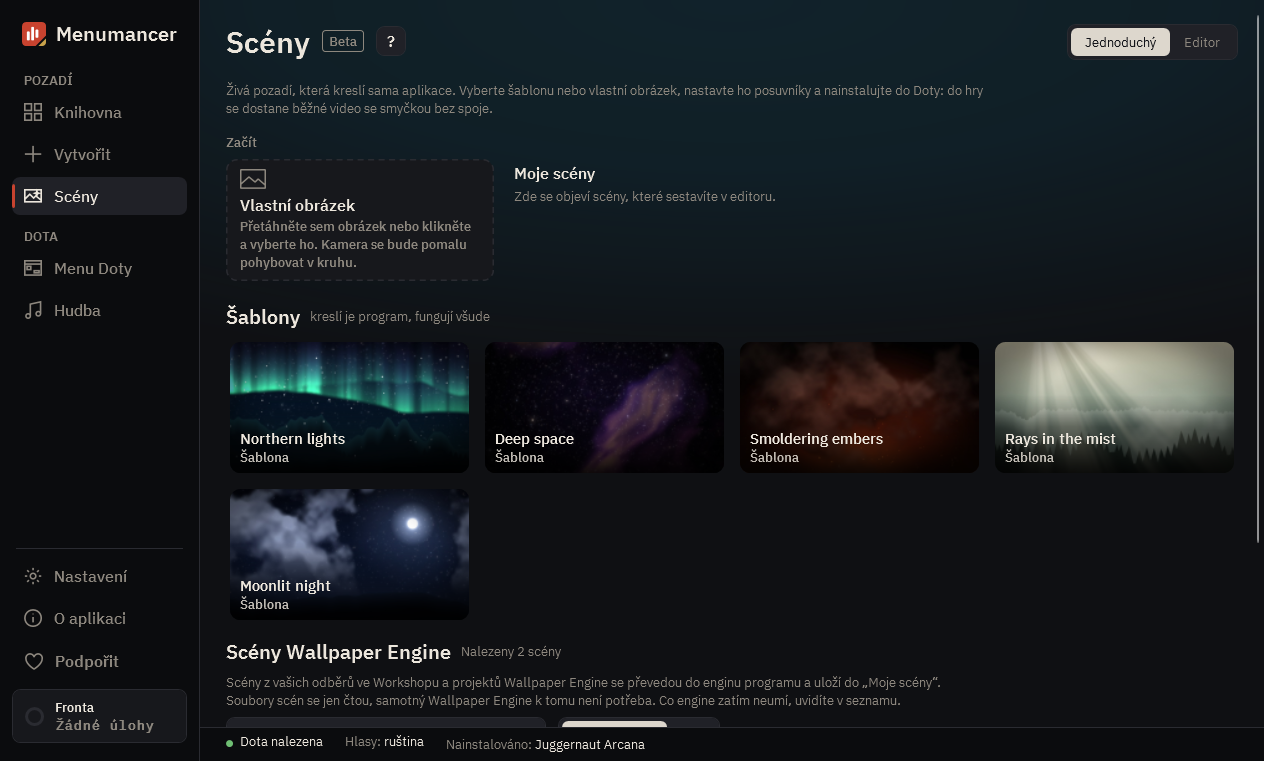 Menumancer
POZADÍ
Knihovna
Vytvořit
Scény
DOTA
Menu Doty
Hudba
Nastavení
O aplikaci
Podpořit
Fronta
Žádné úlohy
Scény Beta ?
Jednoduchý Editor
Živá pozadí, která kreslí sama aplikace. Vyberte šablonu nebo vlastní obrázek, nastavte ho posuvníky a nainstalujte do Doty: do hry
se dostane běžné video se smyčkou bez spoje.
Začít
Vlastní obrázek
Přetáhněte sem obrázek nebo klikněte
a vyberte ho. Kamera se bude pomalu
pohybovat v kruhu.
Moje scény
Zde se objeví scény, které sestavíte v editoru.
Šablony kreslí je program, fungují všude
Northern lights
Šablona
Deep space
Šablona
Smoldering embers
Šablona
Rays in the mist
Šablona
Moonlit night
Šablona
Scény Wallpaper Engine Nalezeny 2 scény
Scény z vašich odběrů ve Workshopu a projektů Wallpaper Engine se převedou do enginu programu a uloží do „Moje scény“.
Soubory scén se jen čtou, samotný Wallpaper Engine k tomu není potřeba. Co engine zatím neumí, uvidíte v seznamu.
Dota nalezena Hlasy: ruština Nainstalováno: Juggernaut Arcana